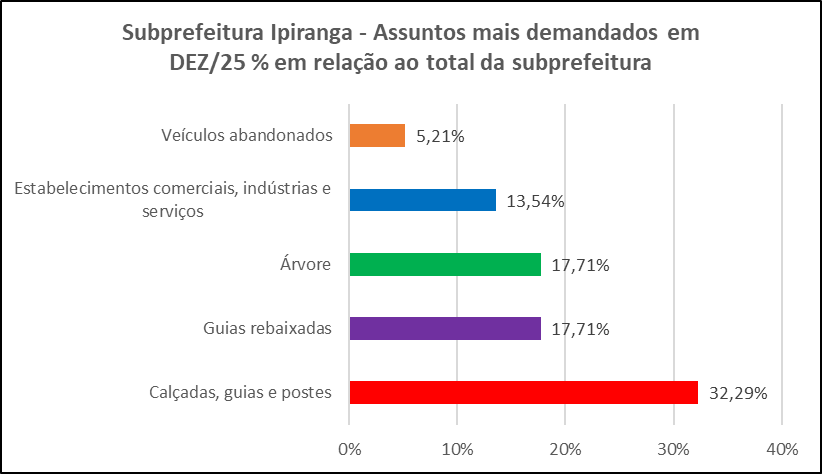 Subprefeitura Ipiranga - Assuntos mais demandados em
DEZ/25 % em relação ao total da subprefeitura
Veículos abandonados
5,21%
Estabelecimentos comerciais, indústrias e
serviços
13,54%
Árvore
17,71%
Guias rebaixadas
17,71%
Calçadas, guias e postes
32,29%
0%
10%
20%
30%
40%